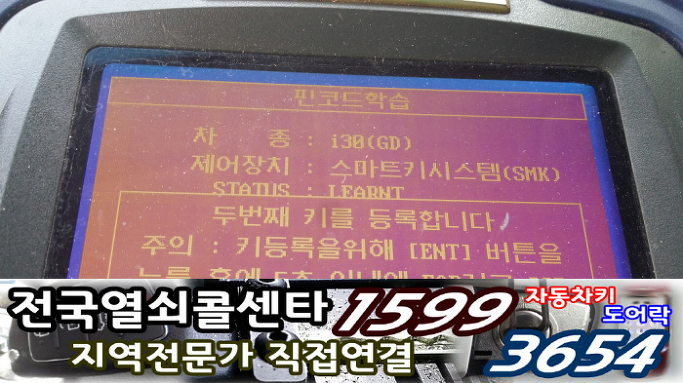 핀코드학습
차 종 : i30(GD)
제어장치 : 스마트키시스템(SMK)
STATUS : LEARNT
두번째 키를 등록합니다
주의 : 키등록을위해 [ENT] 버튼을
전국열쇠콜센타 1599 자동차키
도어락
지역전문가 직접연결 3654